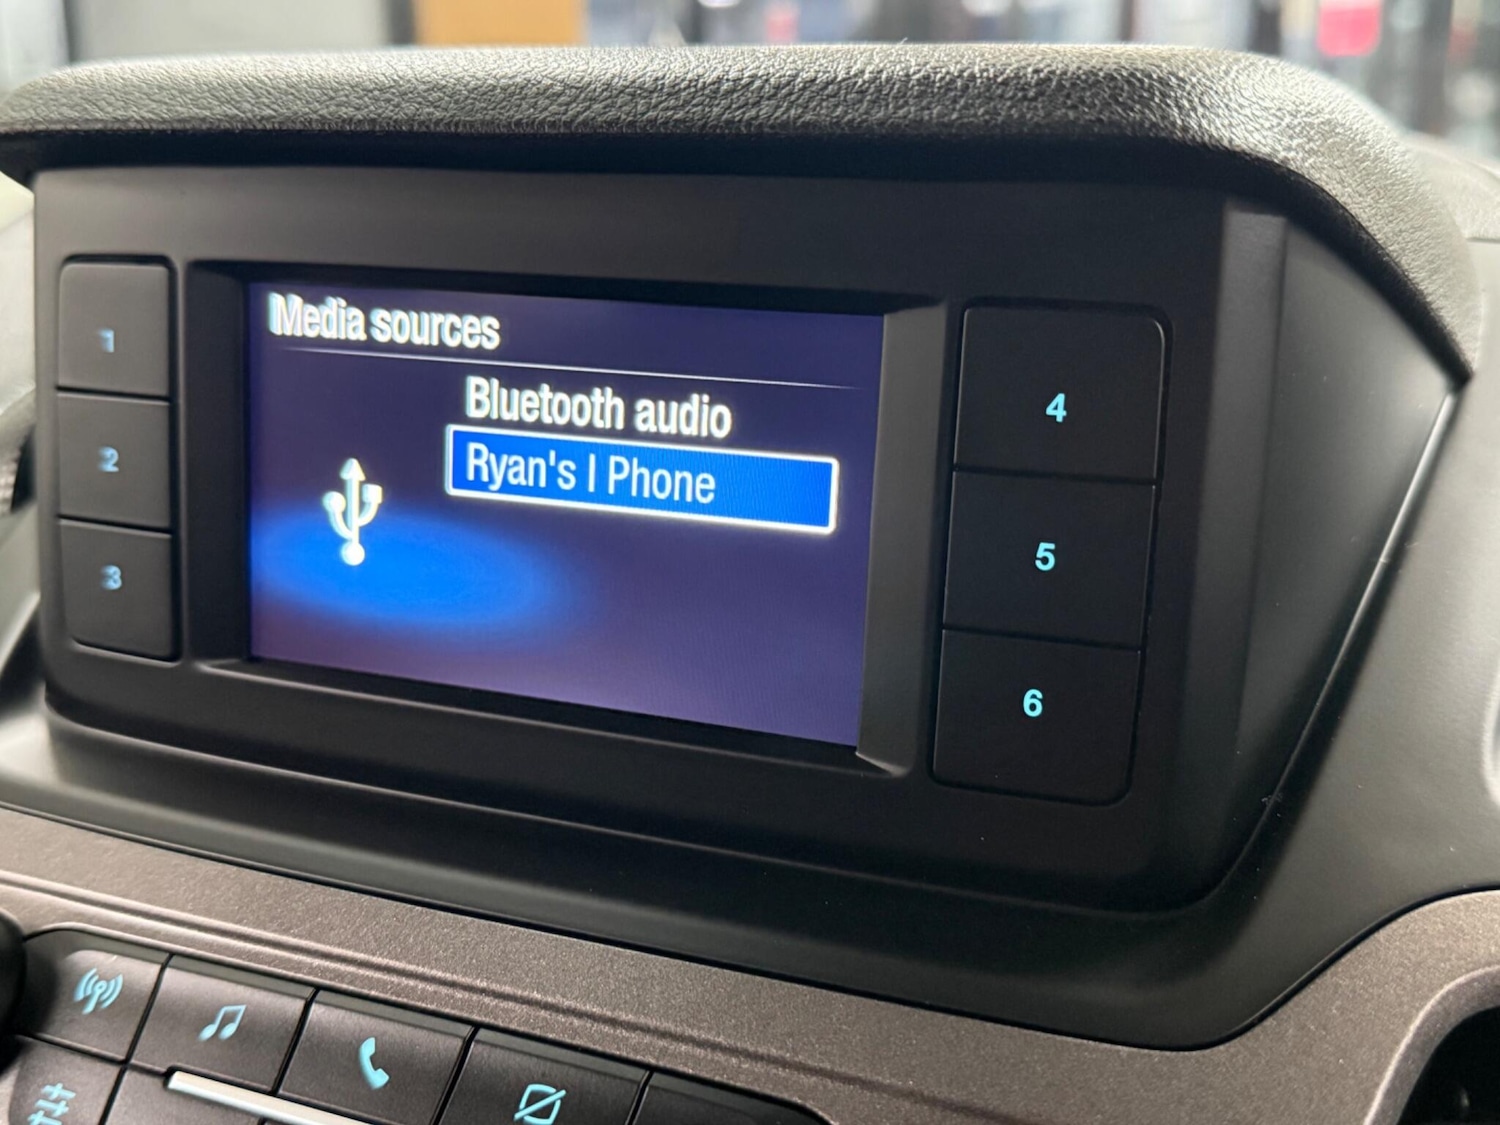 Media sources
Bluetooth audio
Ryan's I Phone
1
2
3
4
5
6